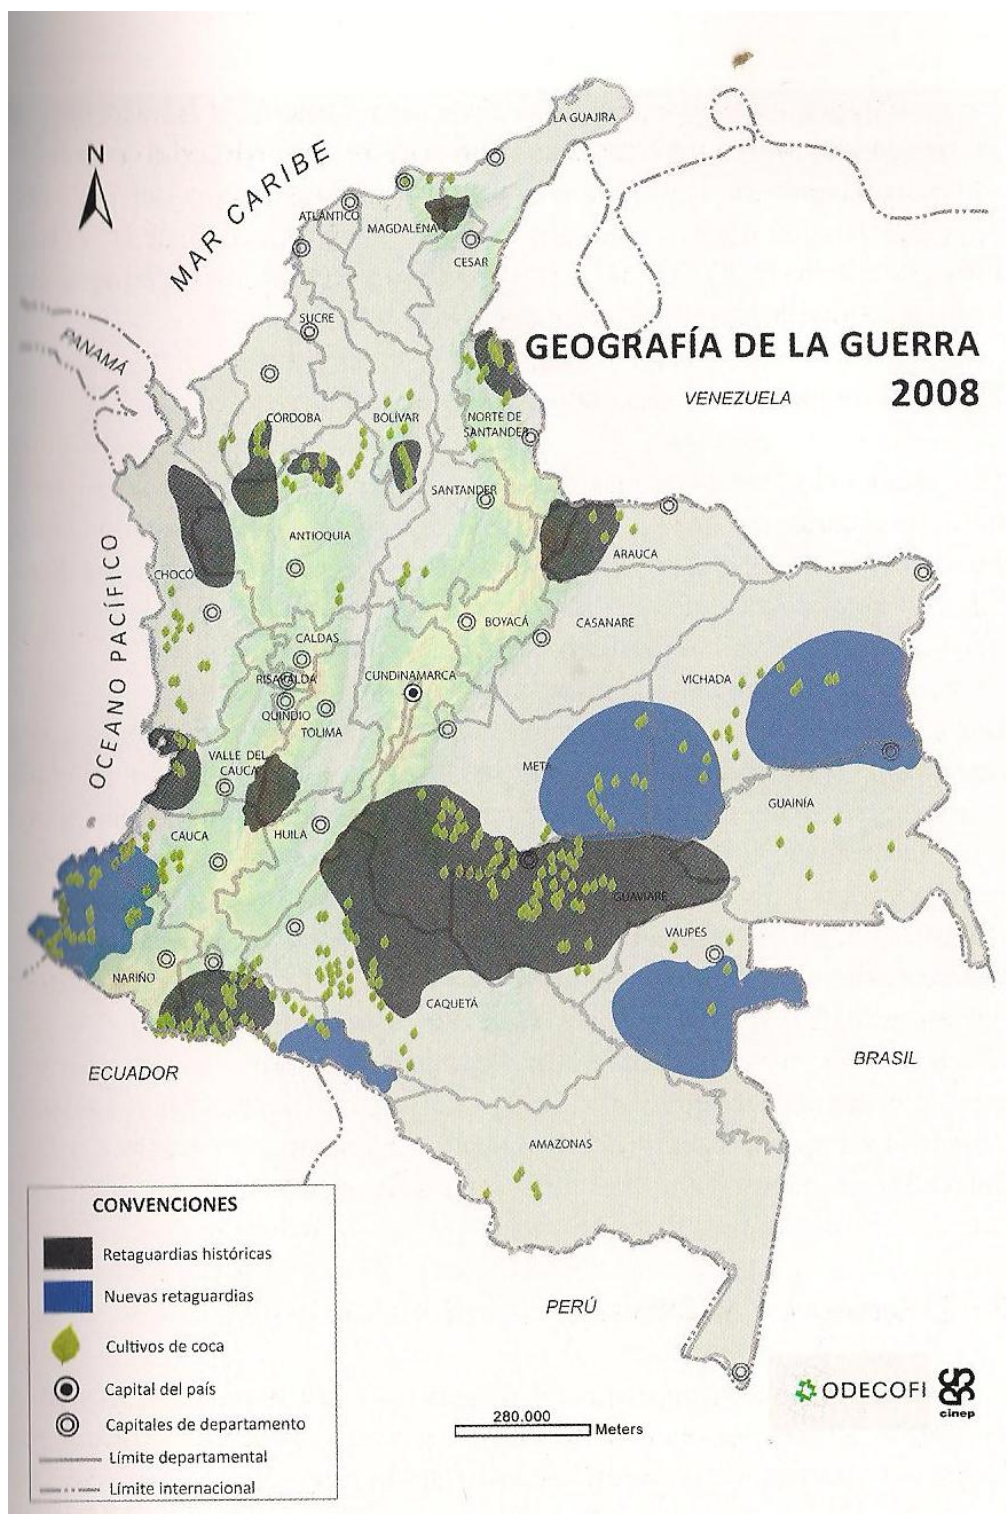 N
MAR CARIBE
LA GUAJIRA
ATLÁNTICO
MAGDALENA
CESAR
SUCRE
PANAMÁ
GEOGRAFÍA DE LA GUERRA
2008
VENEZUELA
CÓRDOBA
BOLÍVAR
NORTE DE
SANTANDER
SANTANDER
ANTIOQUIA
ARAUCA
CHOCÓ
OCEANO PACÍFICO
BOYACÁ
CASANARE
CALDAS
RISARALDA
CUNDINAMARCA
VICHADA
QUINDIO
TOLIMA
VALLE DEL
CAUCA
META
GUAINÍA
CAUCA
HUILA
GUAVIARE
VAUPÉS
NARIÑO
CAQUETÁ
ECUADOR
BRASIL
AMAZONAS
PERÚ
CONVENCIONES
Retaguardias históricas
Nuevas retaguardias
Cultivos de coca
Capital del país
Capitales de departamento
Límite departamental
Límite internacional
280.000
Meters
ODECOFI
cinep